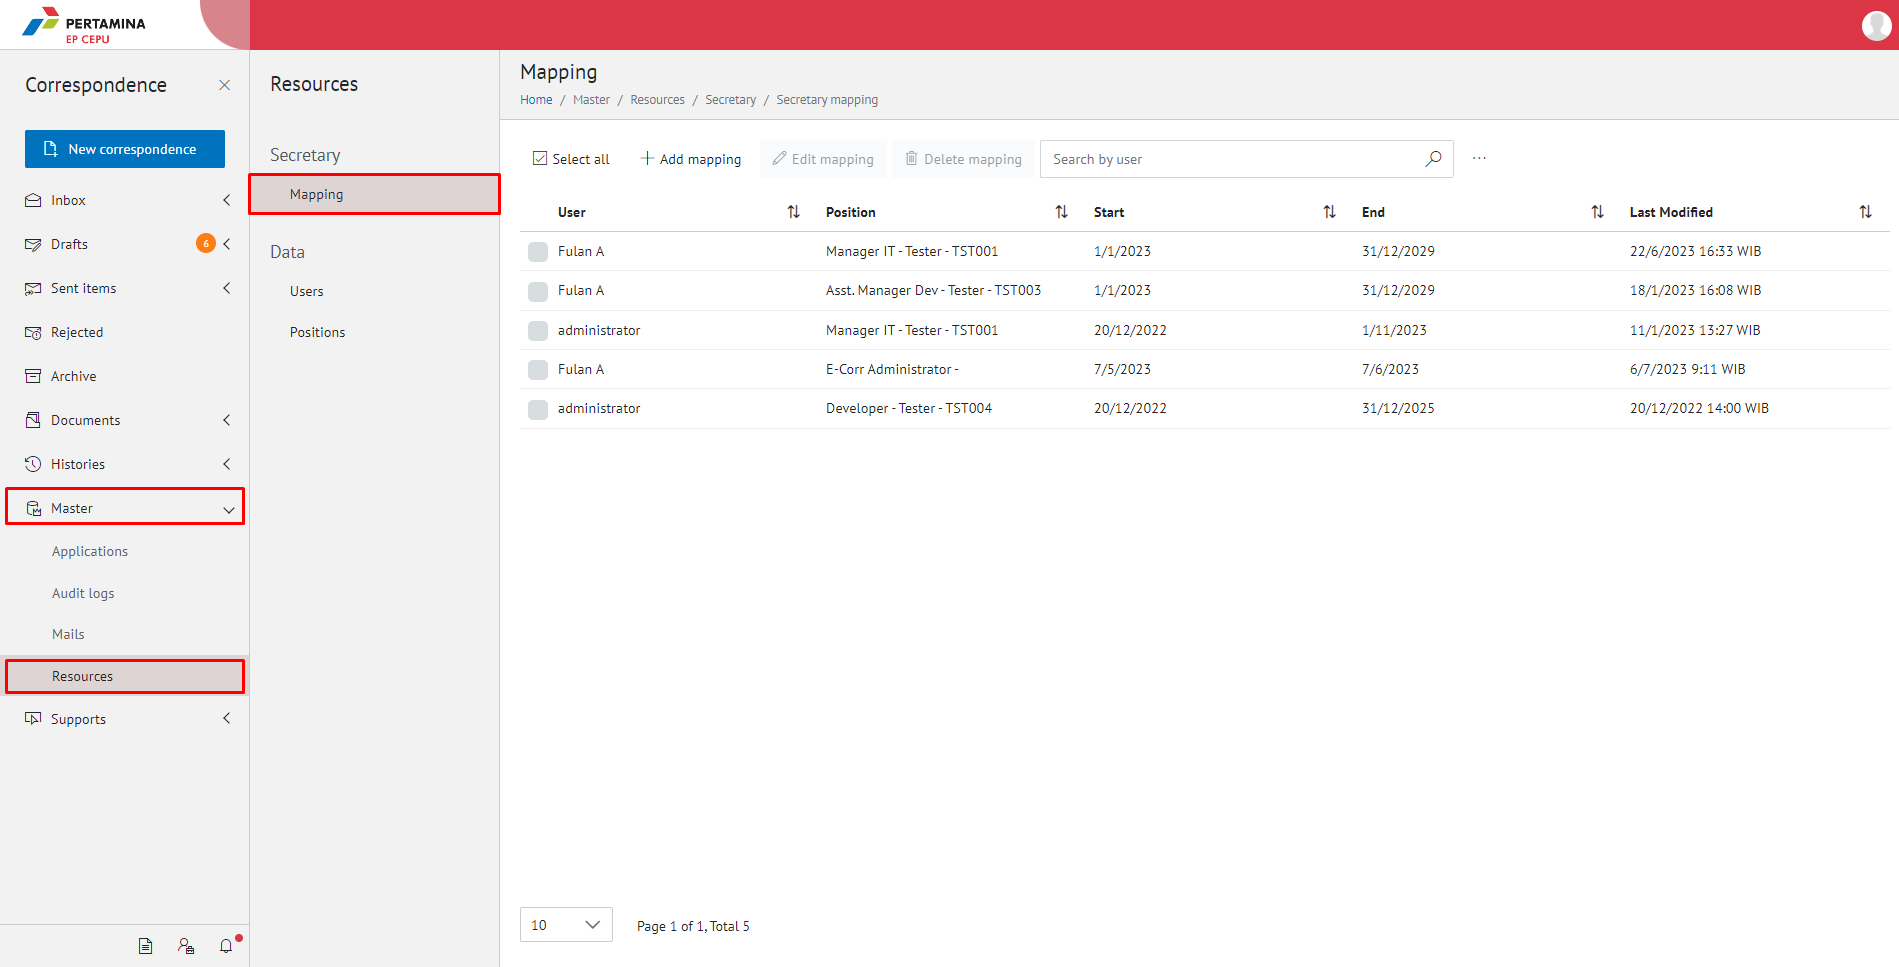 PERTAMINA
EP CEPU
Correspondence
New correspondence
Inbox
Drafts 6
Sent items
Rejected
Archive
Documents
Histories
Master
Applications
Audit logs
Mails
Resources
Supports
Resources
Secretary
Mapping
Data
Users
Positions
Mapping
Home / Master / Resources / Secretary / Secretary mapping
Select all Add mapping Edit mapping Delete mapping Search by user ...
User Position Start End Last Modified
Fulan A Manager IT - Tester - TST001 1/1/2023 31/12/2029 22/6/2023 16:33 WIB
Fulan A Asst. Manager Dev - Tester - TST003 1/1/2023 31/12/2029 18/1/2023 16:08 WIB
administrator Manager IT - Tester - TST001 20/12/2022 1/11/2023 11/1/2023 13:27 WIB
Fulan A E-Corr Administrator - 7/5/2023 7/6/2023 6/7/2023 9:11 WIB
administrator Developer - Tester - TST004 20/12/2022 31/12/2025 20/12/2022 14:00 WIB
10 Page 1 of 1, Total 5